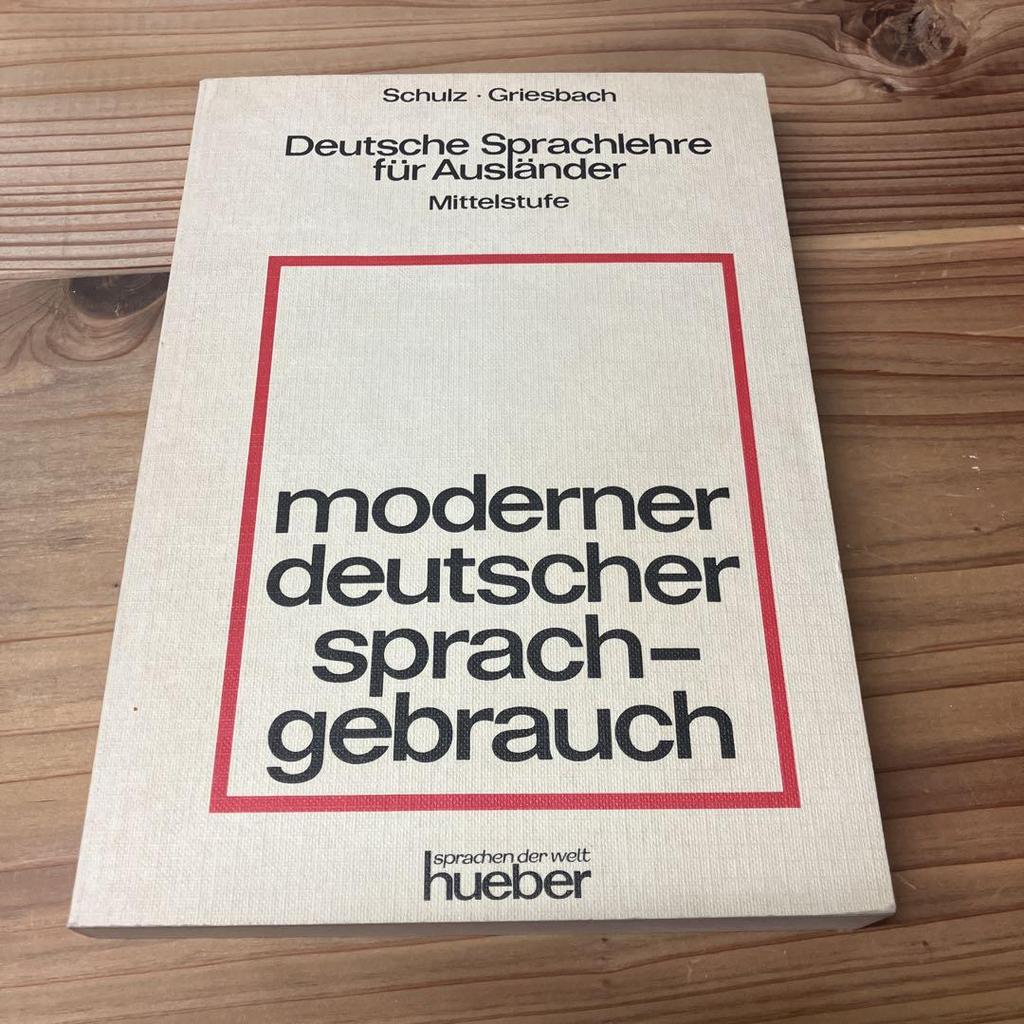 Schulz · Griesbach
Deutsche Sprachlehre
für Ausländer
Mittelstufe
moderner
deutscher
sprach-
gebrauch
sprachen der welt
hueber